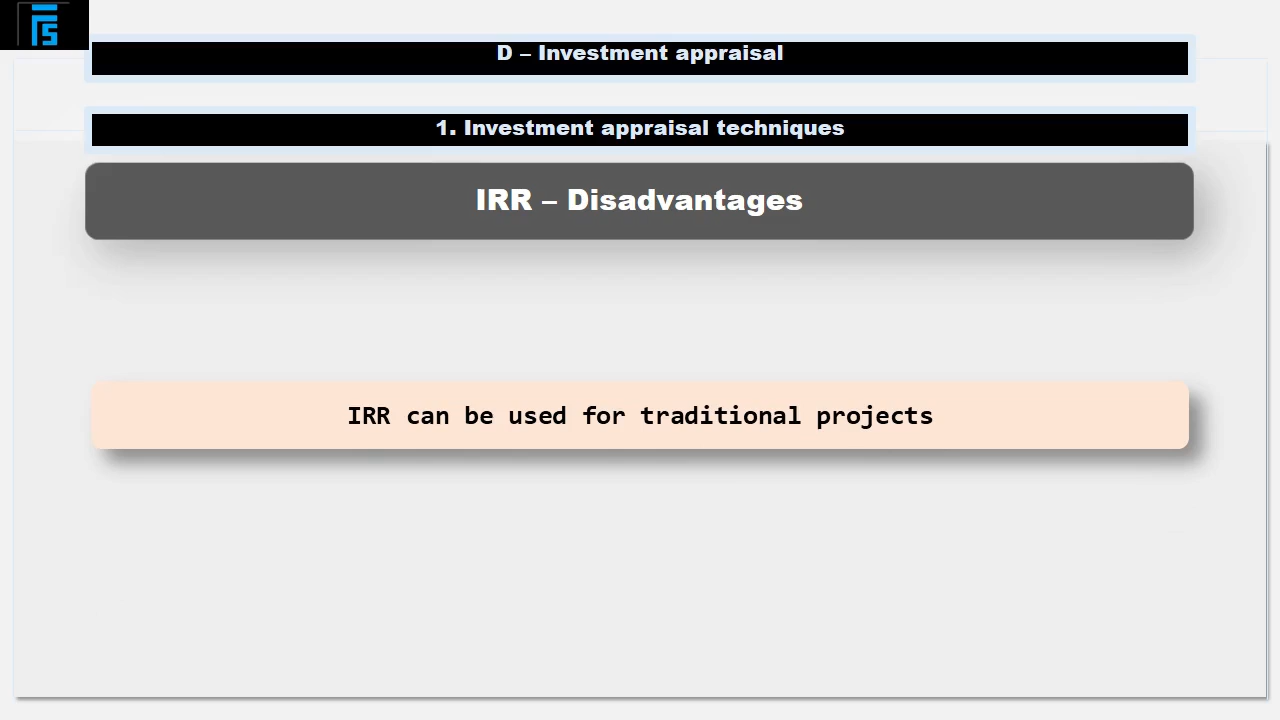 D – Investment appraisal
1. Investment appraisal techniques
IRR – Disadvantages
IRR can be used for traditional projects